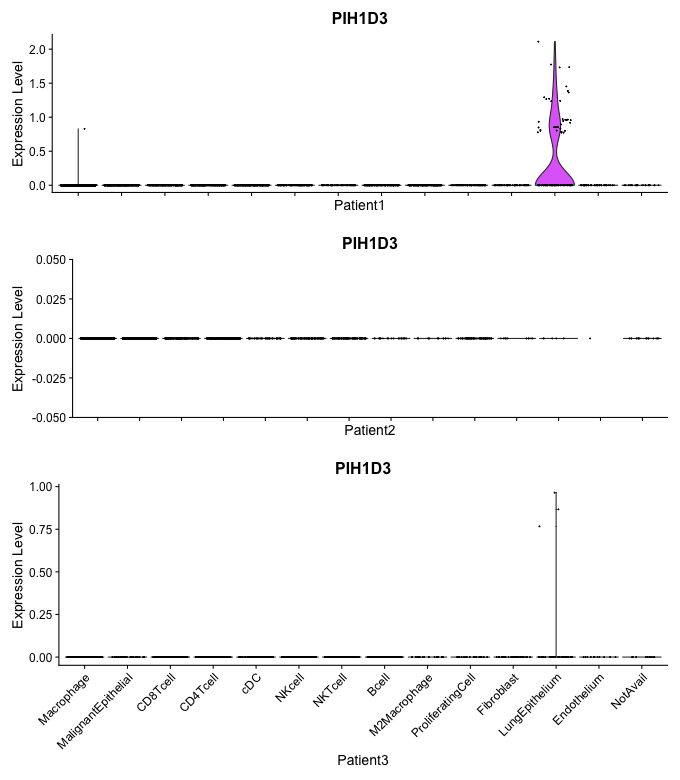 PIH1D3
Expression Level
2.0
1.5
1.0
0.5
0.0
Patient1
PIH1D3
Expression Level
0.050
0.025
0.000
-0.025
-0.050
Patient2
PIH1D3
Expression Level
1.00
0.75
0.50
0.25
0.00
Macrophage
MalignantEpithelial
CD8Tcell
CD4Tcell
cDC
NKcell
NKTcell
Bcell
M2Macrophage
ProliferatingCell
Fibroblast
LungEpithelium
Endothelium
NotAvail
Patient3